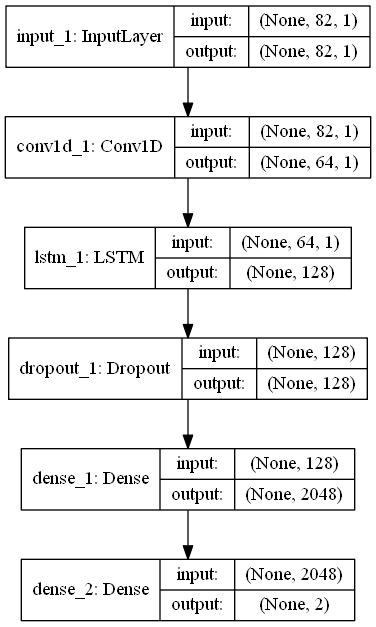 input_1: InputLayer
input: (None, 82, 1)
output: (None, 82, 1)
conv1d_1: Conv1D
input: (None, 82, 1)
output: (None, 64, 1)
lstm_1: LSTM
input: (None, 64, 1)
output: (None, 128)
dropout_1: Dropout
input: (None, 128)
output: (None, 128)
dense_1: Dense
input: (None, 128)
output: (None, 2048)
dense_2: Dense
input: (None, 2048)
output: (None, 2)